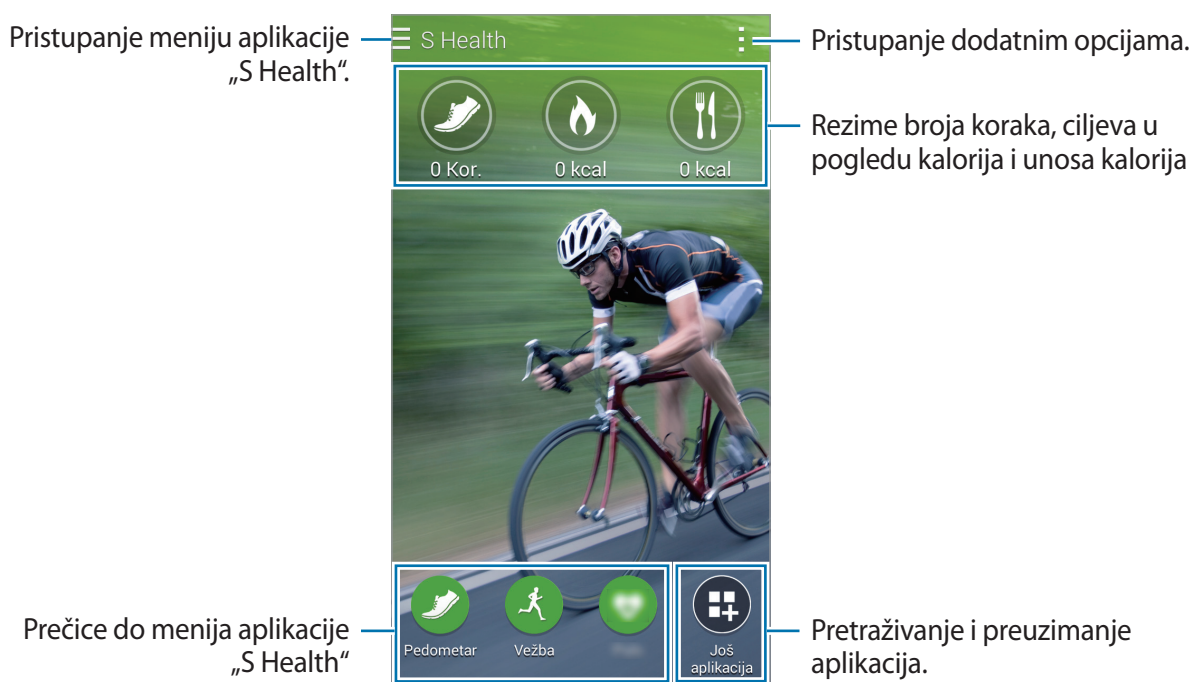 Pristupanje meniju aplikacije
„S Health“.
S Health
Pristupanje dodatnim opcijama.
0 Kor.
0 kcal
0 kcal
Rezime broja koraka, ciljeva u
pogledu kalorija i unosa kalorija
Prečice do menija aplikacije
„S Health“
Pedometar
Vežba
Još
aplikacija
Pretraživanje i preuzimanje
aplikacija.